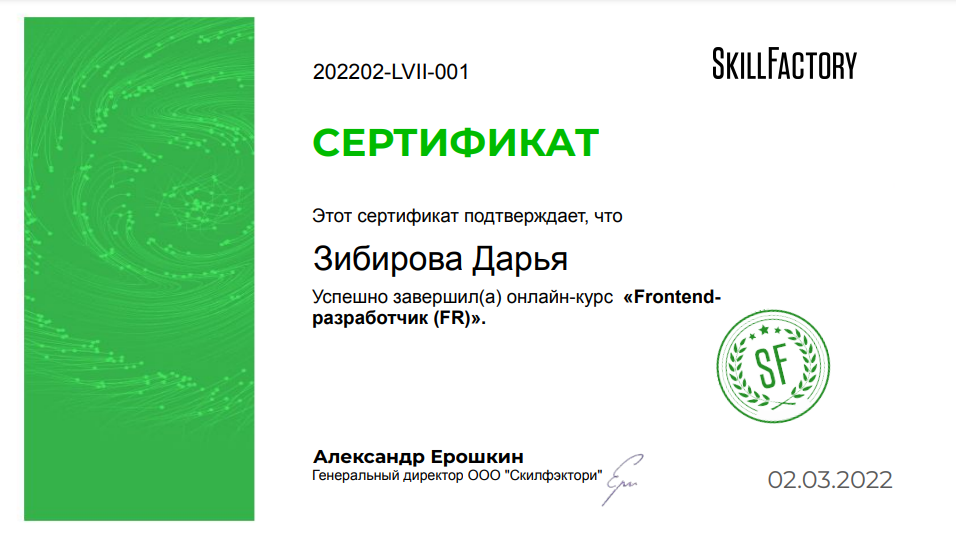 202202-LVII-001
SKILLFACTORY
СЕРТИФИКАТ
Этот сертификат подтверждает, что
Зибирова Дарья
Успешно завершил(а) онлайн-курс «Frontend-
разработчик (FR)».
SF
Александр Ерошкин
Генеральный директор ООО "Скилфэктори"
02.03.2022